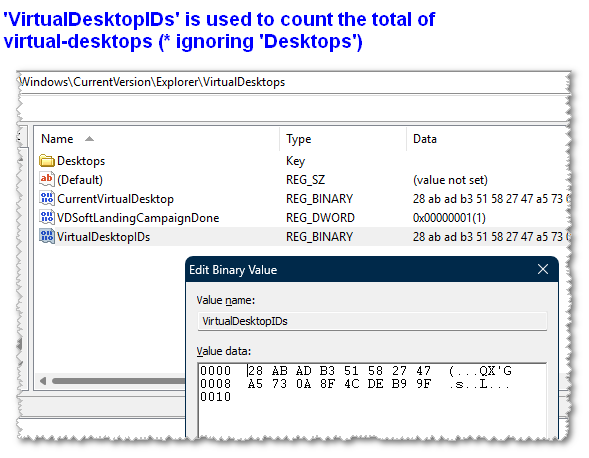 'VirtualDesktopIDs' is used to count the total of
virtual-desktops (* ignoring 'Desktops')
Windows\CurrentVersion\Explorer\VirtualDesktops
Name Type Data
Desktops Key
(Default) REG_SZ (value not set)
CurrentVirtualDesktop REG_BINARY 28 ab ad b3 51 58 27 47 a5 73
VDSoftLandingCampaignDone REG_DWORD 0x00000001(1)
VirtualDesktopIDs REG_BINARY 28 ab ad b3 51 58 27 47 a5 73
Edit Binary Value
Value name:
VirtualDesktopIDs
Value data:
0000 28 AB AD B3 51 58 27 47 (...QX'G
0008 A5 73 0A 8F 4C DE B9 9F .s..L...
0010